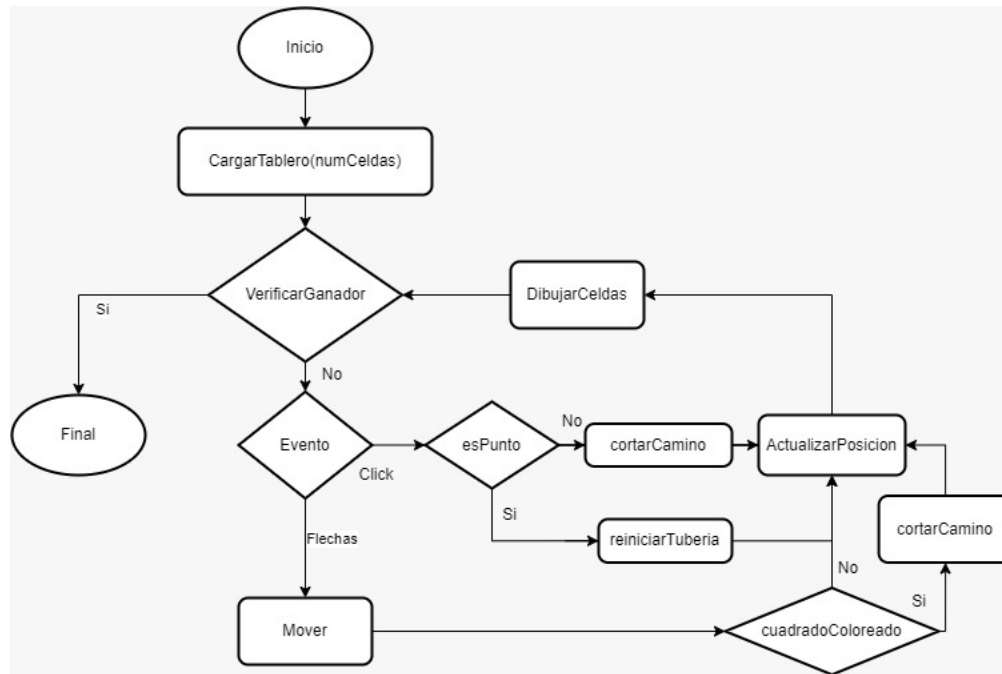 Inicio
CargarTablero(numCeldas)
VerificarGanador
DibujarCeldas
Si
No
Final
Evento
Click
esPunto
No
cortarCamino
ActualizarPosicion
Si
reiniciarTuberia
cortarCamino
Flechas
No
Si
Mover
cuadradoColoreado